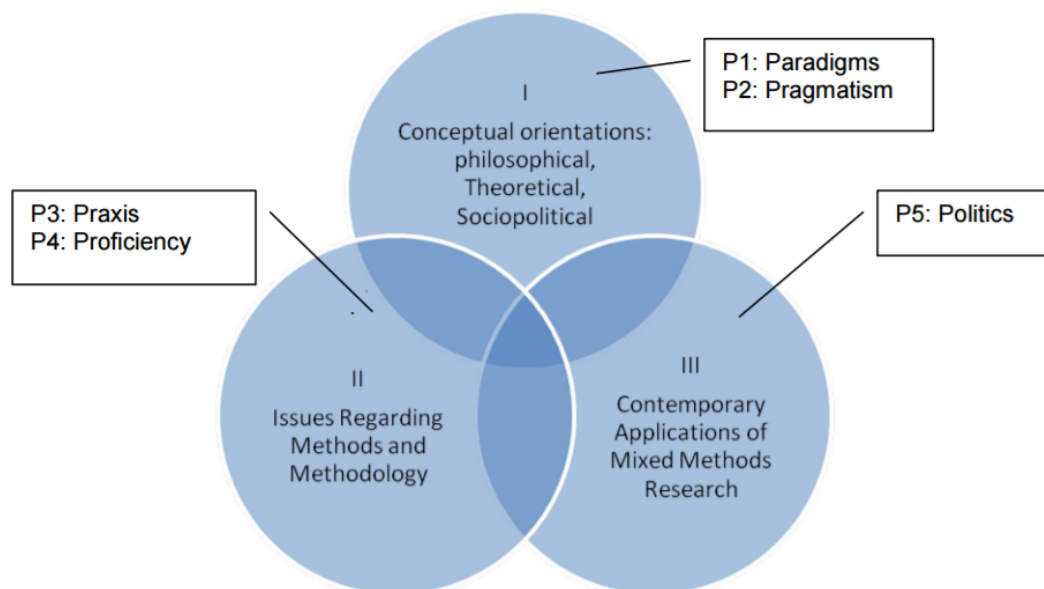 P1: Paradigms
P2: Pragmatism
I
Conceptual orientations:
philosophical,
Theoretical,
Sociopolitical
P3: Praxis
P4: Proficiency
P5: Politics
II
Issues Regarding
Methods and
Methodology
III
Contemporary
Applications of
Mixed Methods
Research